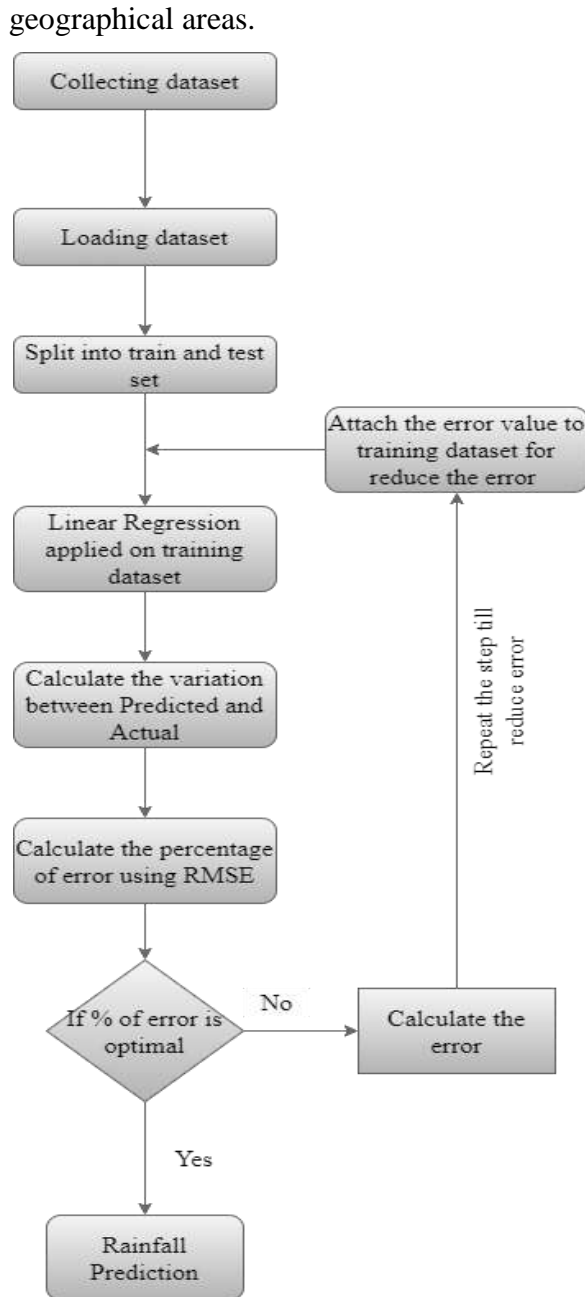 geographical areas.
Collecting dataset
Loading dataset
Split into train and test
set
Attach the error value to
training dataset for
reduce the error
Linear Regression
applied on training
dataset
Calculate the variation
between Predicted and
Actual
Repeat the step till
reduce error
Calculate the percentage
of error using RMSE
If % of error is
optimal
No
Calculate the
error
Yes
Rainfall
Prediction